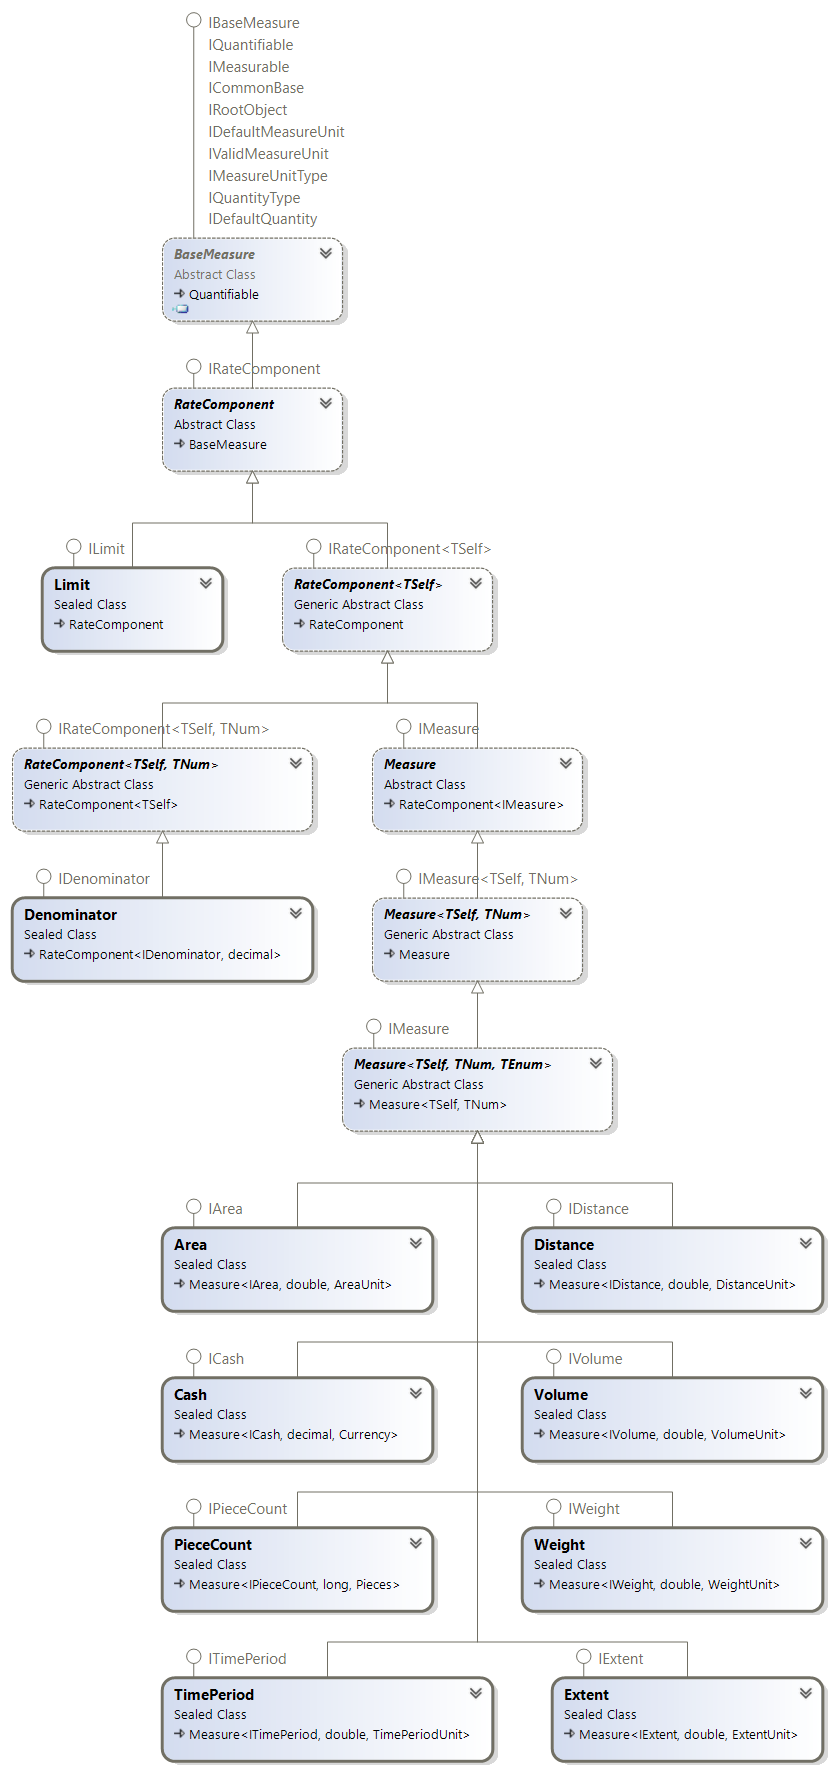 IBaseMeasure
IQuantifiable
IMeasurable
ICommonBase
IRootObject
IDefaultMeasureUnit
IValidMeasureUnit
IMeasureUnitType
IQuantityType
IDefaultQuantity
BaseMeasure
Abstract Class
Quantifiable
IRateComponent
RateComponent
Abstract Class
BaseMeasure
ILimit
Limit
Sealed Class
RateComponent
IRateComponent<TSelf>
RateComponent<TSelf>
Generic Abstract Class
RateComponent
IRateComponent<TSelf, TNum>
RateComponent<TSelf, TNum>
Generic Abstract Class
RateComponent<TSelf>
IMeasure
Measure
Abstract Class
RateComponent<IMeasure>
IDenominator
Denominator
Sealed Class
RateComponent<IDenominator, decimal>
IMeasure<TSelf, TNum>
Measure<TSelf, TNum>
Generic Abstract Class
Measure
IMeasure
Measure<TSelf, TNum, TEnum>
Generic Abstract Class
Measure<TSelf, TNum>
IArea
Area
Sealed Class
Measure<IArea, double, AreaUnit>
IDistance
Distance
Sealed Class
Measure<IDistance, double, DistanceUnit>
ICash
Cash
Sealed Class
Measure<ICash, decimal, Currency>
IVolume
Volume
Sealed Class
Measure<IVolume, double, VolumeUnit>
IPieceCount
PieceCount
Sealed Class
Measure<IPieceCount, long, Pieces>
IWeight
Weight
Sealed Class
Measure<IWeight, double, WeightUnit>
ITimePeriod
TimePeriod
Sealed Class
Measure<ITimePeriod, double, TimePeriodUnit>
IExtent
Extent
Sealed Class
Measure<IExtent, double, ExtentUnit>